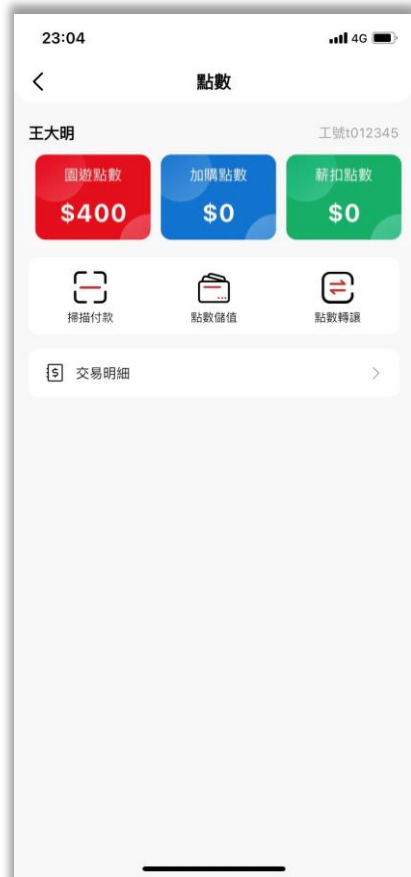 23:04
4G
點數
王大明
工號t012345
園遊點數
加購點數
薪扣點數
$400
$0
$0
掃描付款
點數儲值
點數轉讓
交易明細